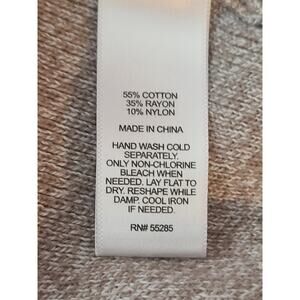 55% COTTON
35% RAYON
10% NYLON
MADE IN CHINA
HAND WASH COLD
SEPARATELY.
ONLY NON-CHLORINE
BLEACH WHEN
NEEDED. LAY FLAT TO
DRY. RESHAPE WHILE
DAMP. COOL IRON
IF NEEDED.
RN# 55285